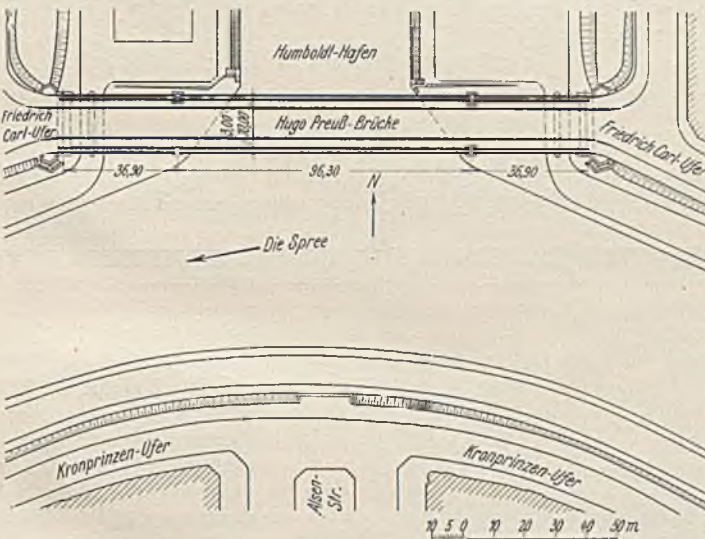 Humboldt-Hafen
Friedrich
Carl-Ufer
13,00
20,00
Hugo Preuß-Brücke
Friedrich Carl-Ufer
36,90
96,30
36,90
N
Die Spree
Kronprinzen-Ufer
Alsen-
Str.
Kronprinzen-Ufer
10 5 0 10 20 30 40 50 m